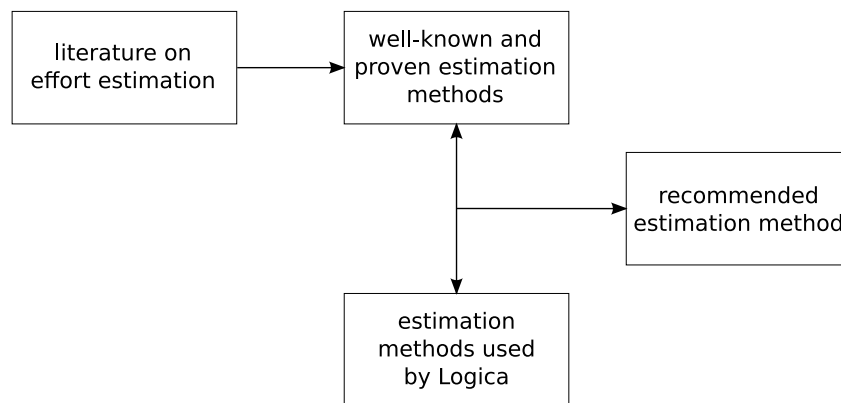 literature on
effort estimation
well-known and
proven estimation
methods
recommended
estimation method
estimation
methods used
by Logica